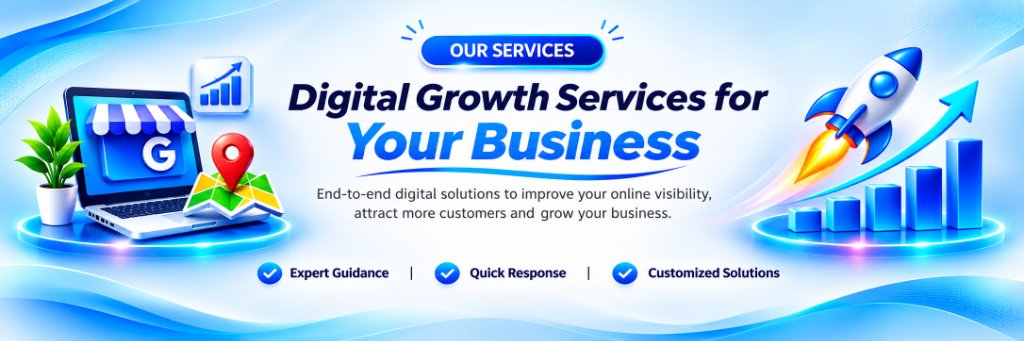 OUR SERVICES
Digital Growth Services for
Your Business
End-to-end digital solutions to improve your online visibility,
attract more customers and grow your business.
G
Expert Guidance | Quick Response | Customized Solutions